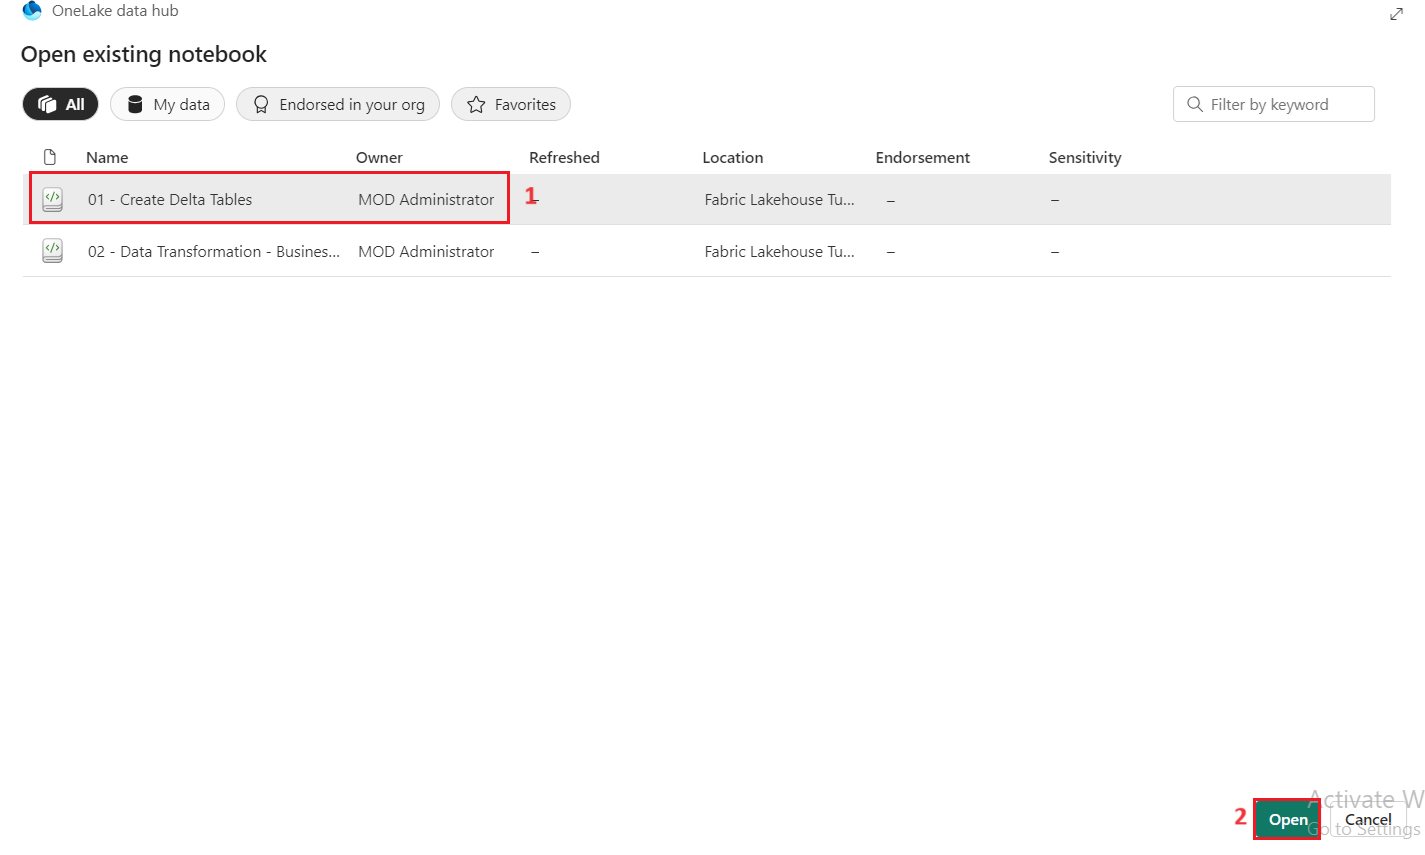 OneLake data hub
Open existing notebook
All My data Endorsed in your org Favorites Filter by keyword
Name Owner Refreshed Location Endorsement Sensitivity
01 - Create Delta Tables MOD Administrator 1 – Fabric Lakehouse Tu... – –
02 - Data Transformation - Busines... MOD Administrator – Fabric Lakehouse Tu... – –
Activate W
2 Open Cancel
Go to Settings